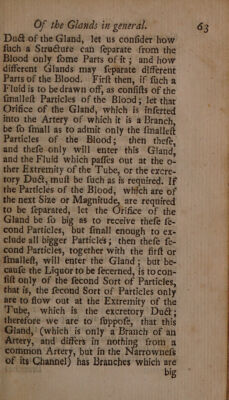 Of the Glands in general. 63
Duct of the Gland, let us conſider how
ſuch a Structure can ſeparate from the
Blood only ſome Parts of it; and how
different Glands may ſeparate different
Parts of the Blood. Firſt then, if ſuch a
Fluid is to be drawn off, as conſiſts of the
ſmalleſt Particles of the Blood; let that
Orifice of the Gland, which is inſerted
into the Artery of which it is a Branch,
be ſo ſmall as to admit only the ſmalleſt
Particles of the Blood; then theſe,
and theſe only will enter this Gland,
and the Fluid which paſſes out at the o-
ther Extremity of the Tube, or the excre-
tory Duct, muſt be ſuch as is required. If
the Particles of the Blood, which are of
the next Size or Magnitude, are required
to be ſeparated, let the Orifice of the
Gland be ſo big as to receive theſe ſe-
cond Particles, but ſmall enough to ex-
clude all bigger Particles; then theſe ſe-
cond Particles, together with the firſt or
ſmalleſt, will enter the Gland; but be-
cauſe the Liquor to be ſecerned, is to con-
ſiſt only of the ſecond Sort of Particles,
that is, the ſecond Sort of Particles only
are to flow out at the Extremity of the
Tube, which is the excretory Duct;
therefore we are to ſuppoſe, that this
Gland, (which is only a Branch of an
Artery, and differs in nothing from a
common Artery, but in the Narrowneſs
of its Channel) has Branches which are
big